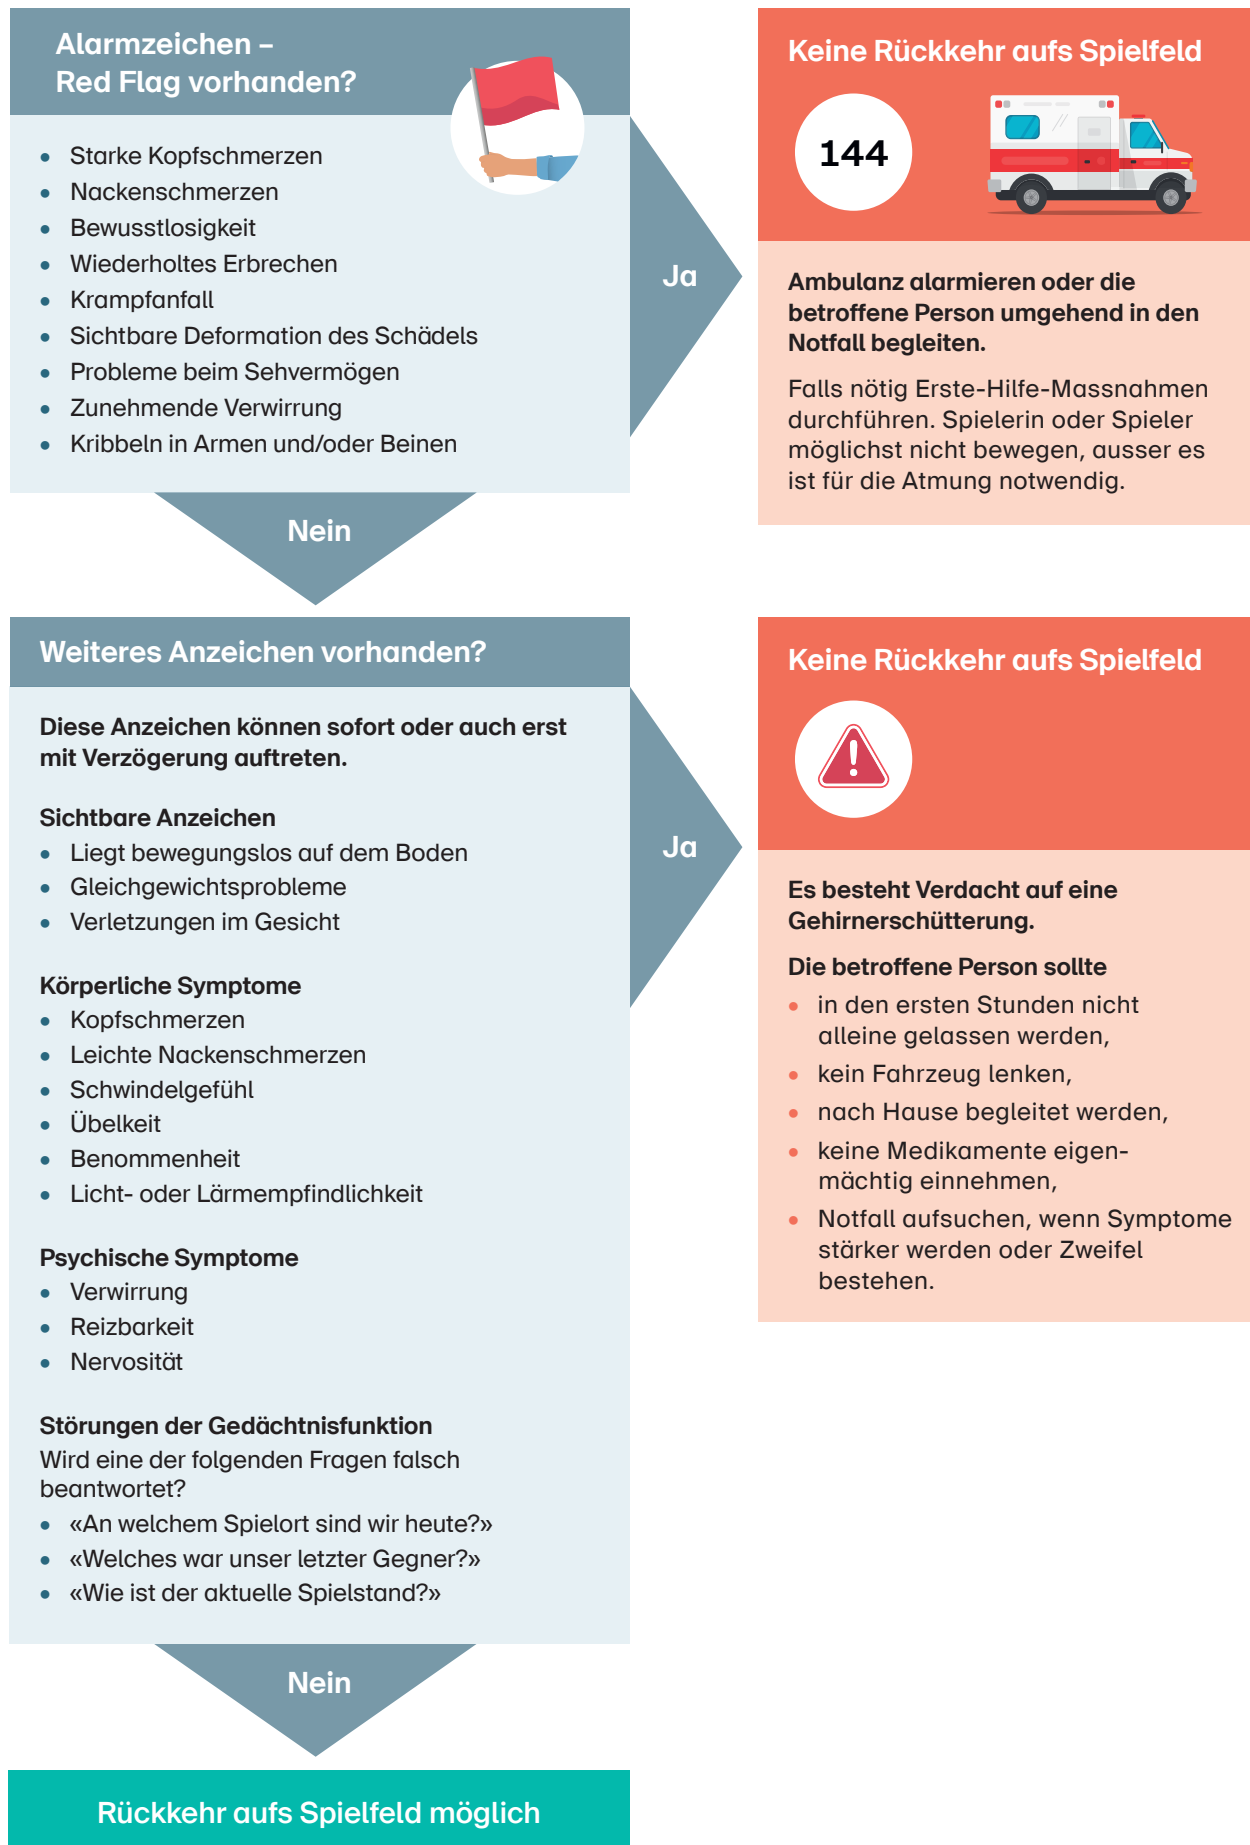 Alarmzeichen –
Red Flag vorhanden?
• Starke Kopfschmerzen
• Nackenschmerzen
• Bewusstlosigkeit
• Wiederholtes Erbrechen
• Krampfanfall
• Sichtbare Deformation des Schädels
• Probleme beim Sehvermögen
• Zunehmende Verwirrung
• Kribbeln in Armen und/oder Beinen
Ja
Keine Rückkehr aufs Spielfeld
144
Ambulanz alarmieren oder die
betroffene Person umgehend in den
Notfall begleiten.
Falls nötig Erste-Hilfe-Massnahmen
durchführen. Spielerin oder Spieler
möglichst nicht bewegen, ausser es
ist für die Atmung notwendig.
Nein
Weiteres Anzeichen vorhanden?
Diese Anzeichen können sofort oder auch erst
mit Verzögerung auftreten.
Sichtbare Anzeichen
• Liegt bewegungslos auf dem Boden
• Gleichgewichtsprobleme
• Verletzungen im Gesicht
Körperliche Symptome
• Kopfschmerzen
• Leichte Nackenschmerzen
• Schwindelgefühl
• Übelkeit
• Benommenheit
• Licht- oder Lärmempfindlichkeit
Psychische Symptome
• Verwirrung
• Reizbarkeit
• Nervosität
Störungen der Gedächtnisfunktion
Wird eine der folgenden Fragen falsch
beantwortet?
• «An welchem Spielort sind wir heute?»
• «Welches war unser letzter Gegner?»
• «Wie ist der aktuelle Spielstand?»
Ja
Keine Rückkehr aufs Spielfeld
!
Es besteht Verdacht auf eine
Gehirnerschütterung.
Die betroffene Person sollte
• in den ersten Stunden nicht
alleine gelassen werden,
• kein Fahrzeug lenken,
• nach Hause begleitet werden,
• keine Medikamente eigen-
mächtig einnehmen,
• Notfall aufsuchen, wenn Symptome
stärker werden oder Zweifel
bestehen.
Nein
Rückkehr aufs Spielfeld möglich